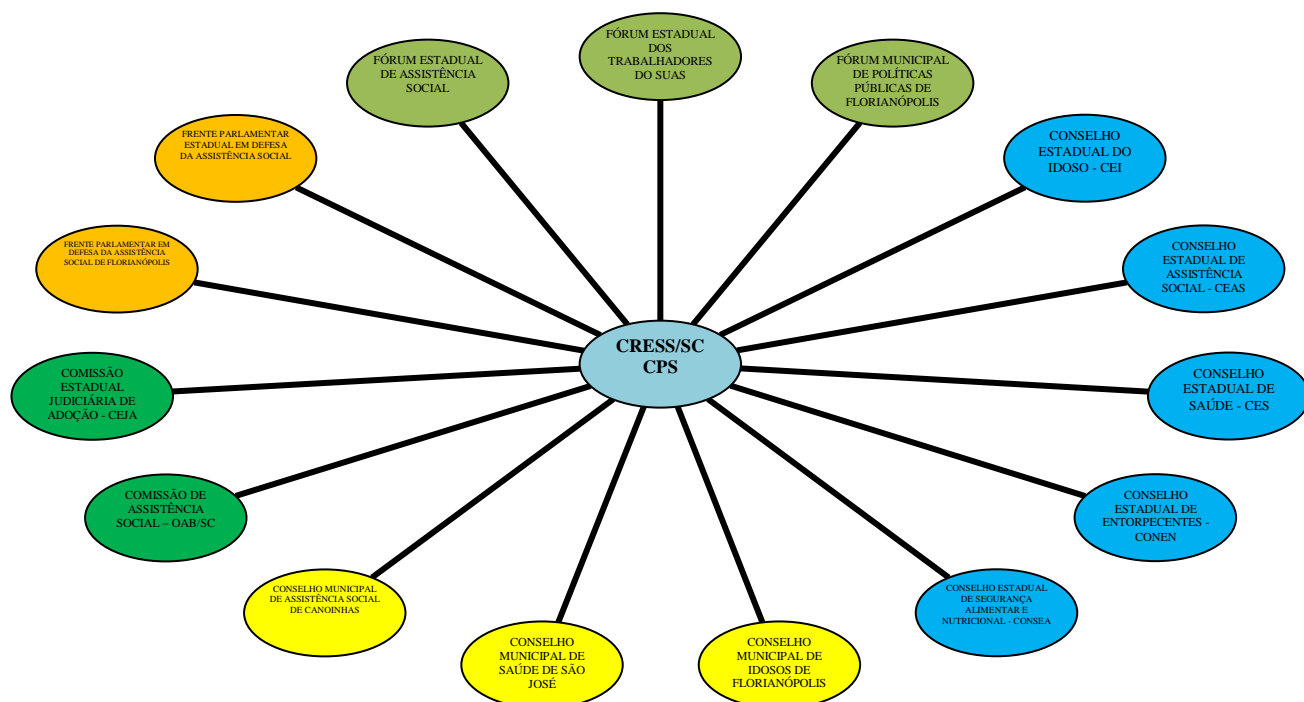 FÓRUM ESTADUAL
DOS
TRABALHADORES
DO SUAS
FÓRUM ESTADUAL
DE ASSISTÊNCIA
SOCIAL
FÓRUM MUNICIPAL
DE POLÍTICAS
PÚBLICAS DE
FLORIANÓPOLIS
FRENTE PARLAMENTAR
ESTADUAL EM DEFESA
DA ASSISTÊNCIA SOCIAL
CONSELHO
ESTADUAL DO
IDOSO - CEI
FRENTE PARLAMENTAR EM
DEFESA DA ASSISTÊNCIA
SOCIAL DE FLORIANÓPOLIS
CONSELHO
ESTADUAL DE
ASSISTÊNCIA
SOCIAL - CEAS
CRESS/SC
CPS
COMISSÃO
ESTADUAL
JUDICIÁRIA DE
ADOÇÃO - CEJA
CONSELHO
ESTADUAL DE
SAÚDE - CES
COMISSÃO DE
ASSISTÊNCIA
SOCIAL – OAB/SC
CONSELHO
ESTADUAL DE
ENTORPECENTES -
CONEN
CONSELHO MUNICIPAL
DE ASSISTÊNCIA SOCIAL
DE CANOINHAS
CONSELHO ESTADUAL
DE SEGURANÇA
ALIMENTAR E
NUTRICIONAL - CONSEA
CONSELHO
MUNICIPAL DE
SAÚDE DE SÃO
JOSÉ
CONSELHO
MUNICIPAL DE
IDOSOS DE
FLORIANÓPOLIS